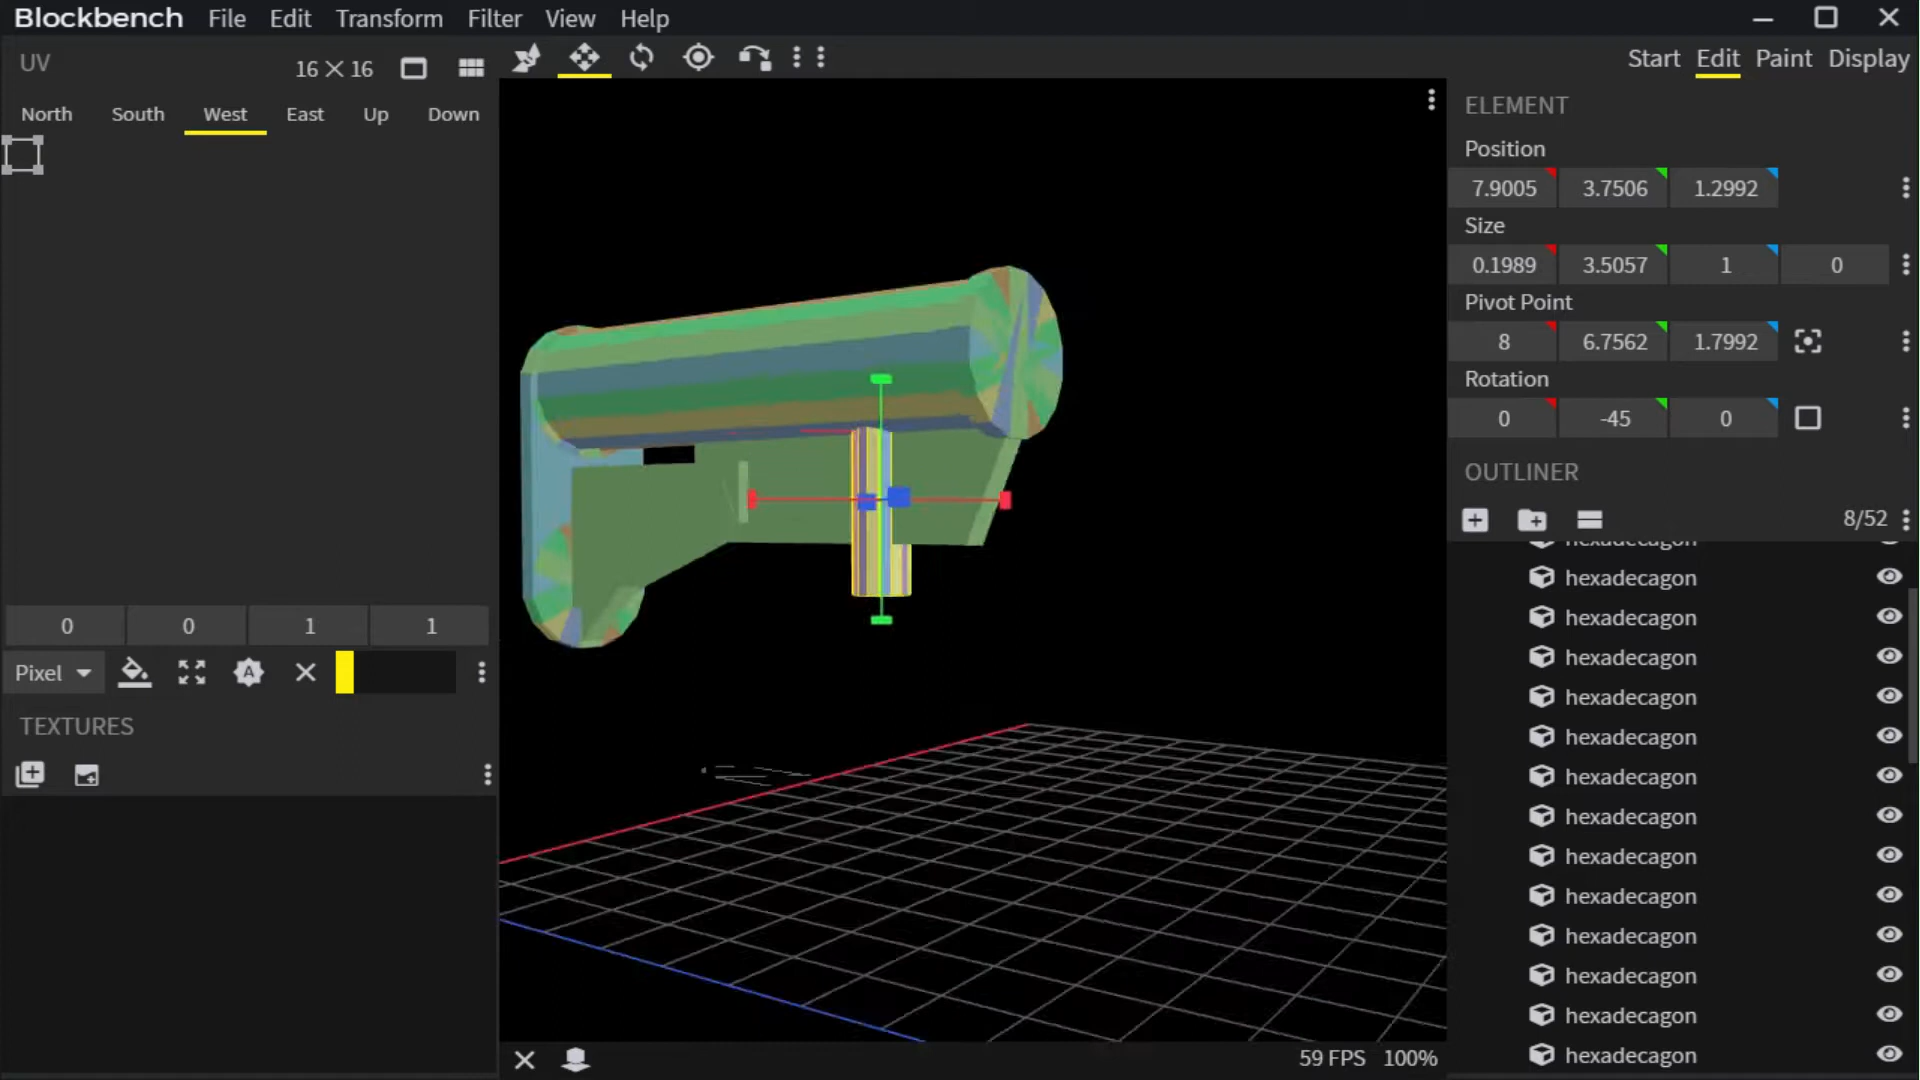 Blockbench File Edit Transform Filter View Help
UV 16 × 16
Start Edit Paint Display
North South West East Up Down
ELEMENT
Position
7.9005 3.7506 1.2992
Size
0.1989 3.5057 1 0
Pivot Point
8 6.7562 1.7992
Rotation
0 -45 0
OUTLINER
8/52
hexadecagon
hexadecagon
hexadecagon
hexadecagon
hexadecagon
hexadecagon
hexadecagon
hexadecagon
hexadecagon
hexadecagon
hexadecagon
hexadecagon
hexadecagon
hexadecagon
0 0 1 1
Pixel
A
TEXTURES
59 FPS 100%